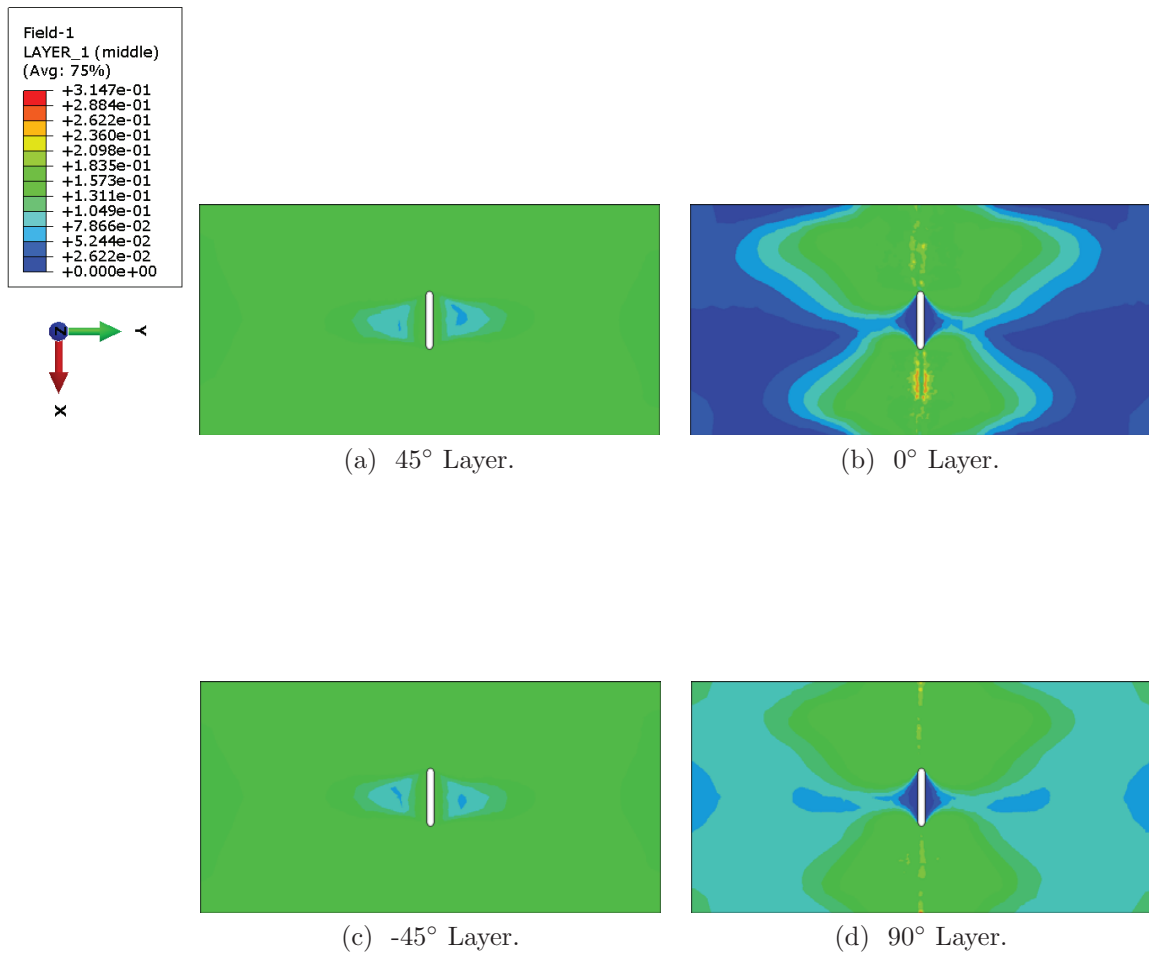 Field-1
LAYER_1 (middle)
(Avg: 75%)
+3.147e-01
+2.884e-01
+2.622e-01
+2.360e-01
+2.098e-01
+1.835e-01
+1.573e-01
+1.311e-01
+1.049e-01
+7.866e-02
+5.244e-02
+2.622e-02
+0.000e+00
Z
Y
X
(a) 45° Layer.
(b) 0° Layer.
(c) -45° Layer.
(d) 90° Layer.